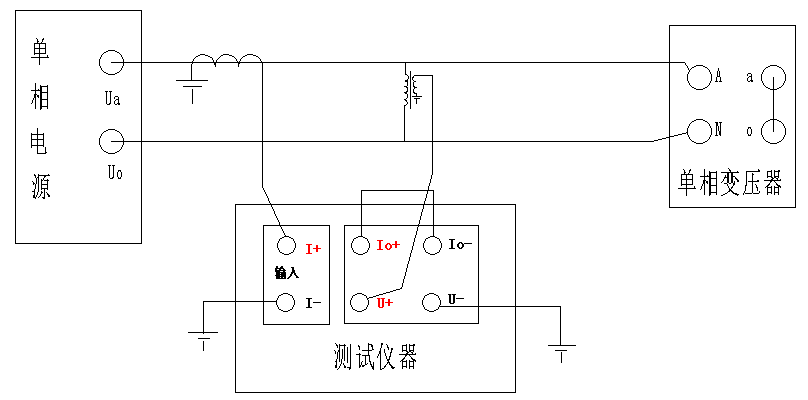 单相电源
Ua
Uo
A a
N o
单相变压器
I+
输入
I-
Io+ Io-
U+ U-
测试仪器